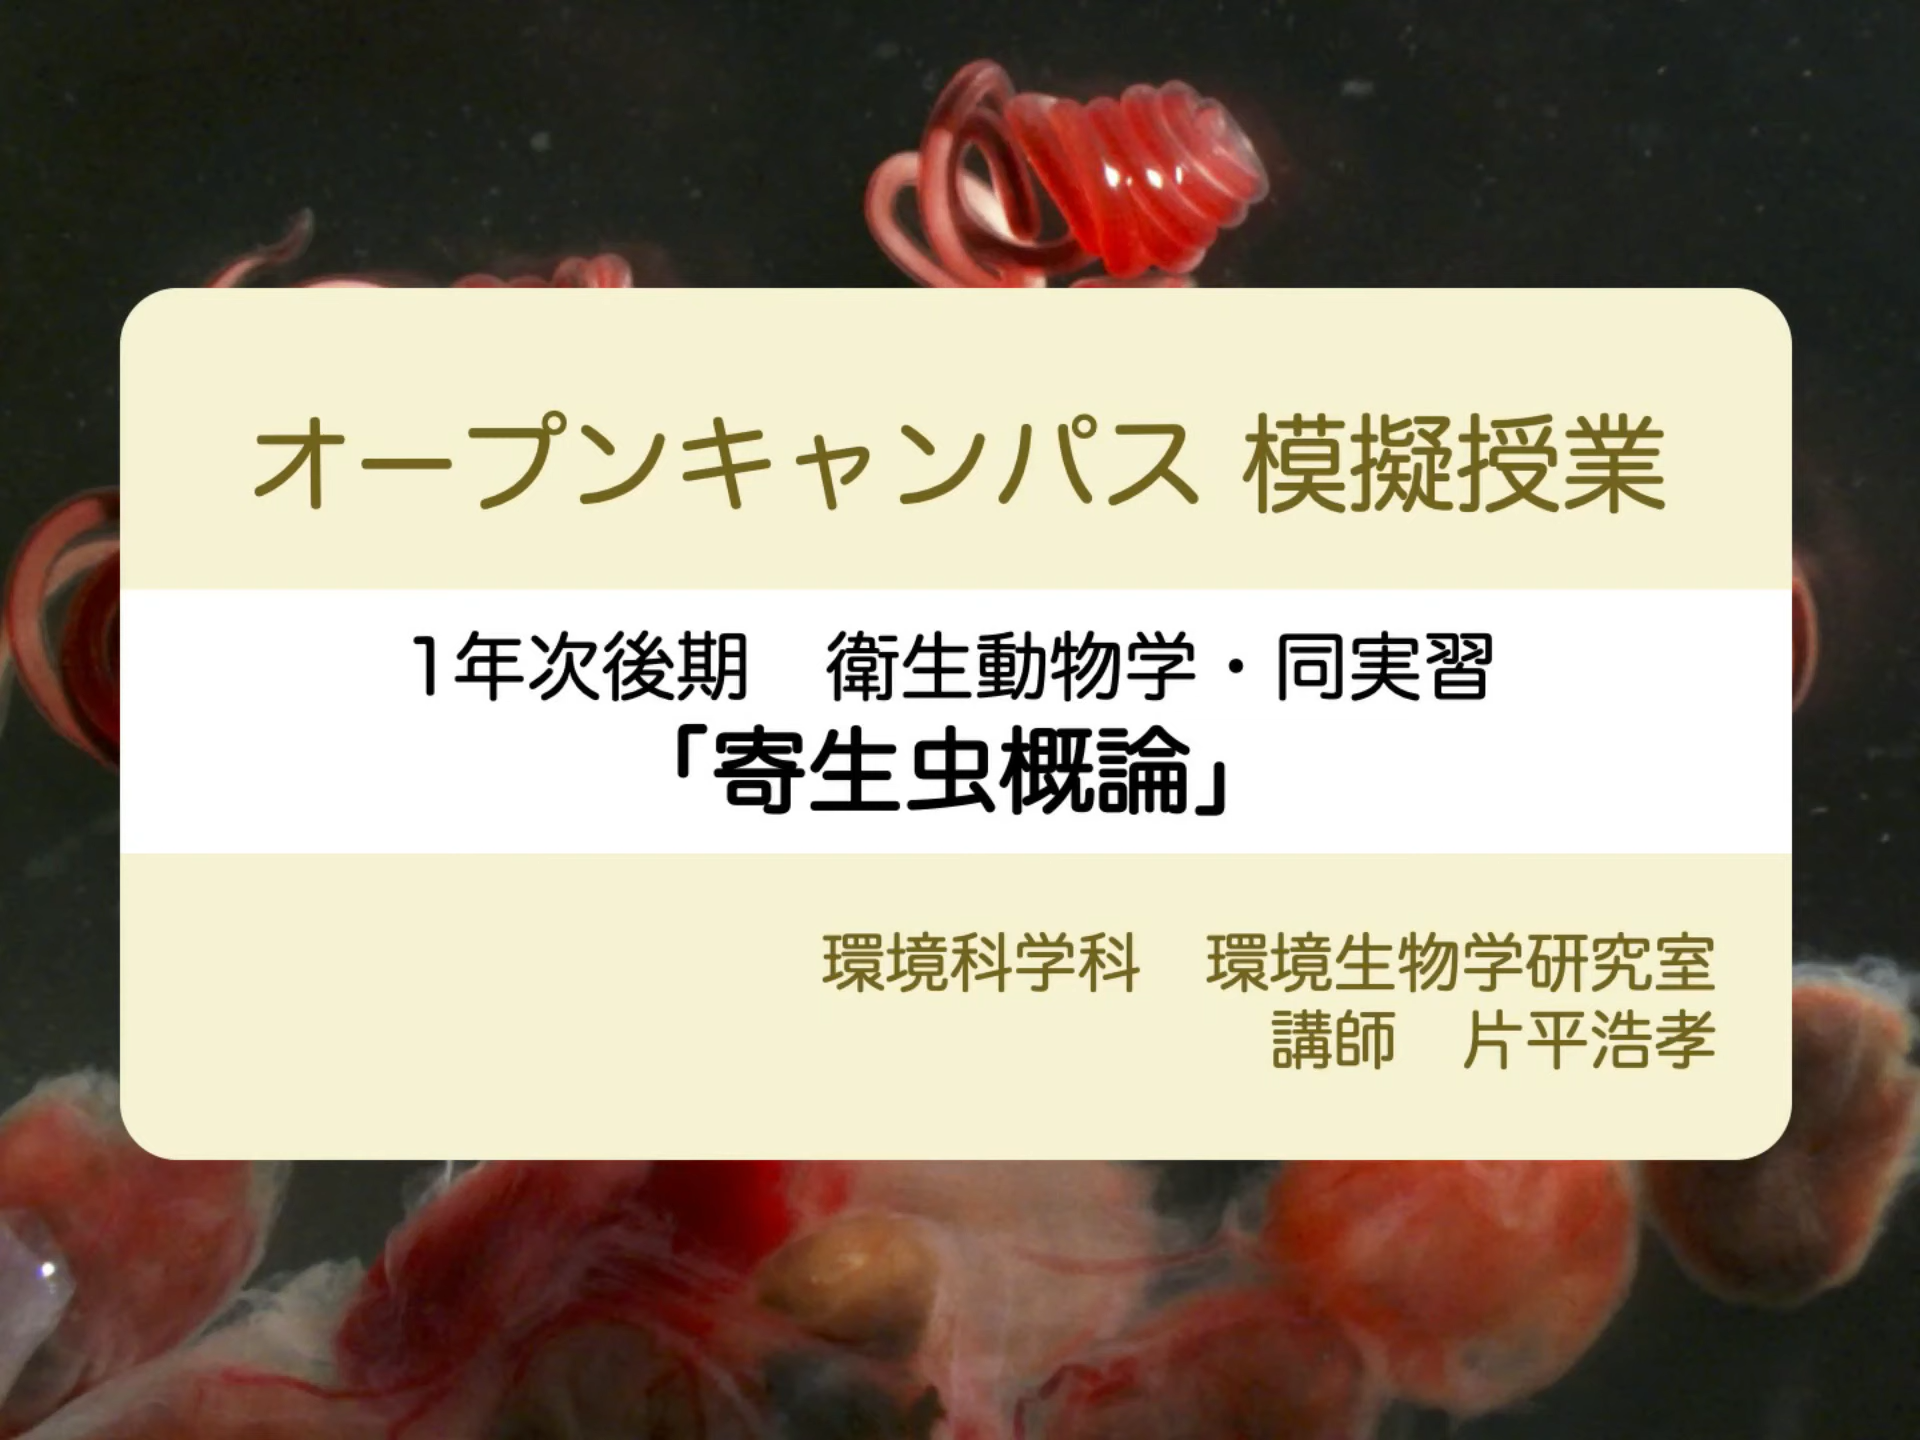 オープンキャンパス 模擬授業
1年次後期　衛生動物学・同実習
「寄生虫概論」
環境科学科　環境生物学研究室
講師　片平浩孝